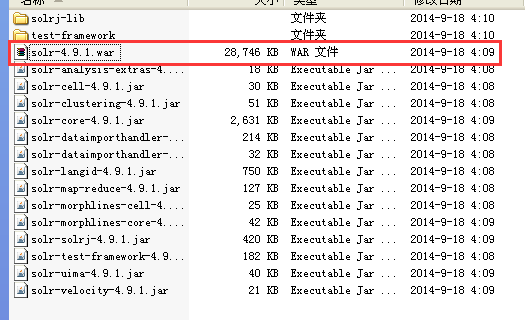 名称 大小 类型 修改日期
solrj-lib 文件夹 2014-9-18 4:10
test-framework 文件夹 2014-9-18 4:10
solr-4.9.1.war 28,746 KB WAR 文件 2014-9-18 4:09
solr-analysis-extras-4.... 18 KB Executable Jar ... 2014-9-18 4:08
solr-cell-4.9.1.jar 30 KB Executable Jar ... 2014-9-18 4:08
solr-clustering-4.9.1.jar 51 KB Executable Jar ... 2014-9-18 4:08
solr-core-4.9.1.jar 2,631 KB Executable Jar ... 2014-9-18 4:09
solr-dataimporthandler-... 214 KB Executable Jar ... 2014-9-18 4:08
solr-dataimporthandler-... 32 KB Executable Jar ... 2014-9-18 4:08
solr-langid-4.9.1.jar 750 KB Executable Jar ... 2014-9-18 4:08
solr-map-reduce-4.9.1.jar 127 KB Executable Jar ... 2014-9-18 4:08
solr-morphlines-cell-4.... 25 KB Executable Jar ... 2014-9-18 4:08
solr-morphlines-core-4.... 42 KB Executable Jar ... 2014-9-18 4:09
solr-solrj-4.9.1.jar 420 KB Executable Jar ... 2014-9-18 4:09
solr-test-framework-4.9... 182 KB Executable Jar ... 2014-9-18 4:08
solr-uima-4.9.1.jar 40 KB Executable Jar ... 2014-9-18 4:09
solr-velocity-4.9.1.jar 21 KB Executable Jar ... 2014-9-18 4:09